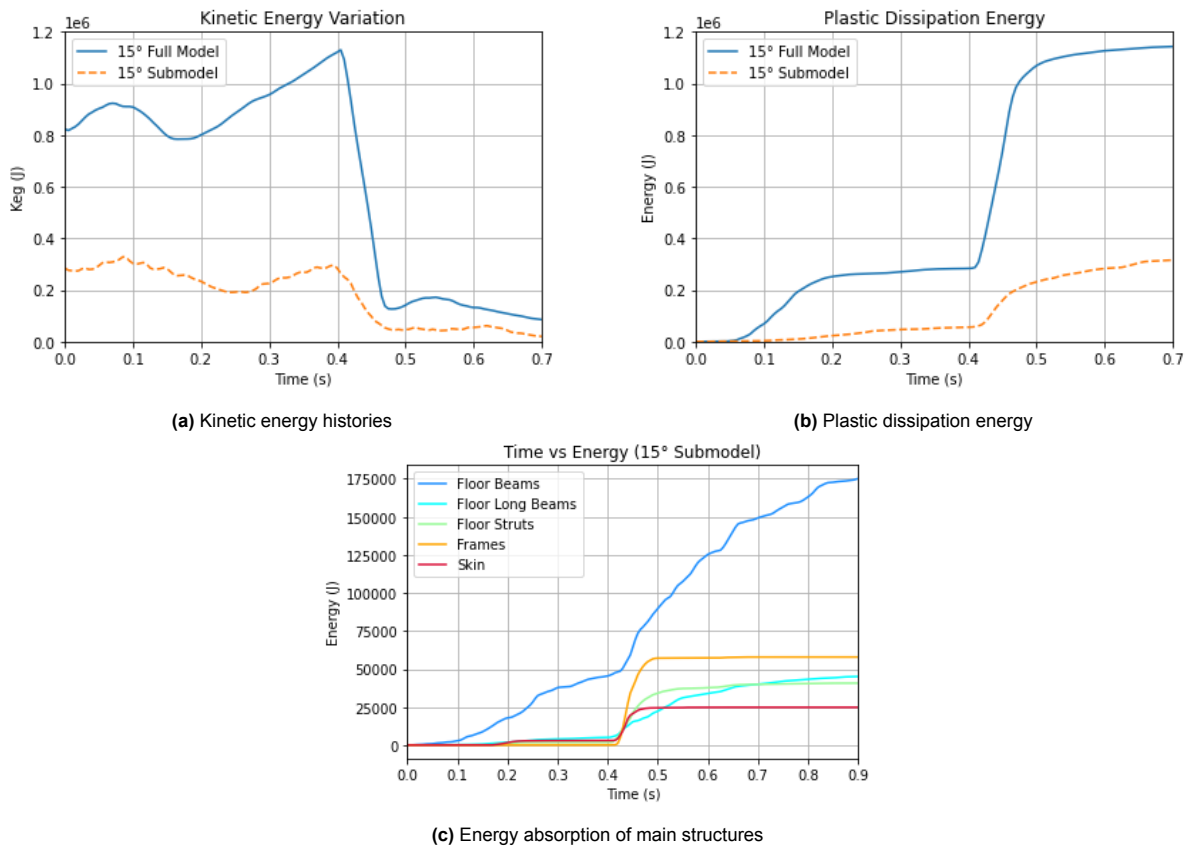 Kinetic Energy Variation
1e6
1.2
1.0
0.8
0.6
0.4
0.2
0.0
Keg (J)
15° Full Model
15° Submodel
0.0 0.1 0.2 0.3 0.4 0.5 0.6 0.7
Time (s)
(a) Kinetic energy histories
Plastic Dissipation Energy
1e6
1.2
1.0
0.8
0.6
0.4
0.2
0.0
Energy (J)
15° Full Model
15° Submodel
0.0 0.1 0.2 0.3 0.4 0.5 0.6 0.7
Time (s)
(b) Plastic dissipation energy
Time vs Energy (15° Submodel)
175000
150000
125000
100000
75000
50000
25000
0
Energy (J)
Floor Beams
Floor Long Beams
Floor Struts
Frames
Skin
0.0 0.1 0.2 0.3 0.4 0.5 0.6 0.7 0.8 0.9
Time (s)
(c) Energy absorption of main structures